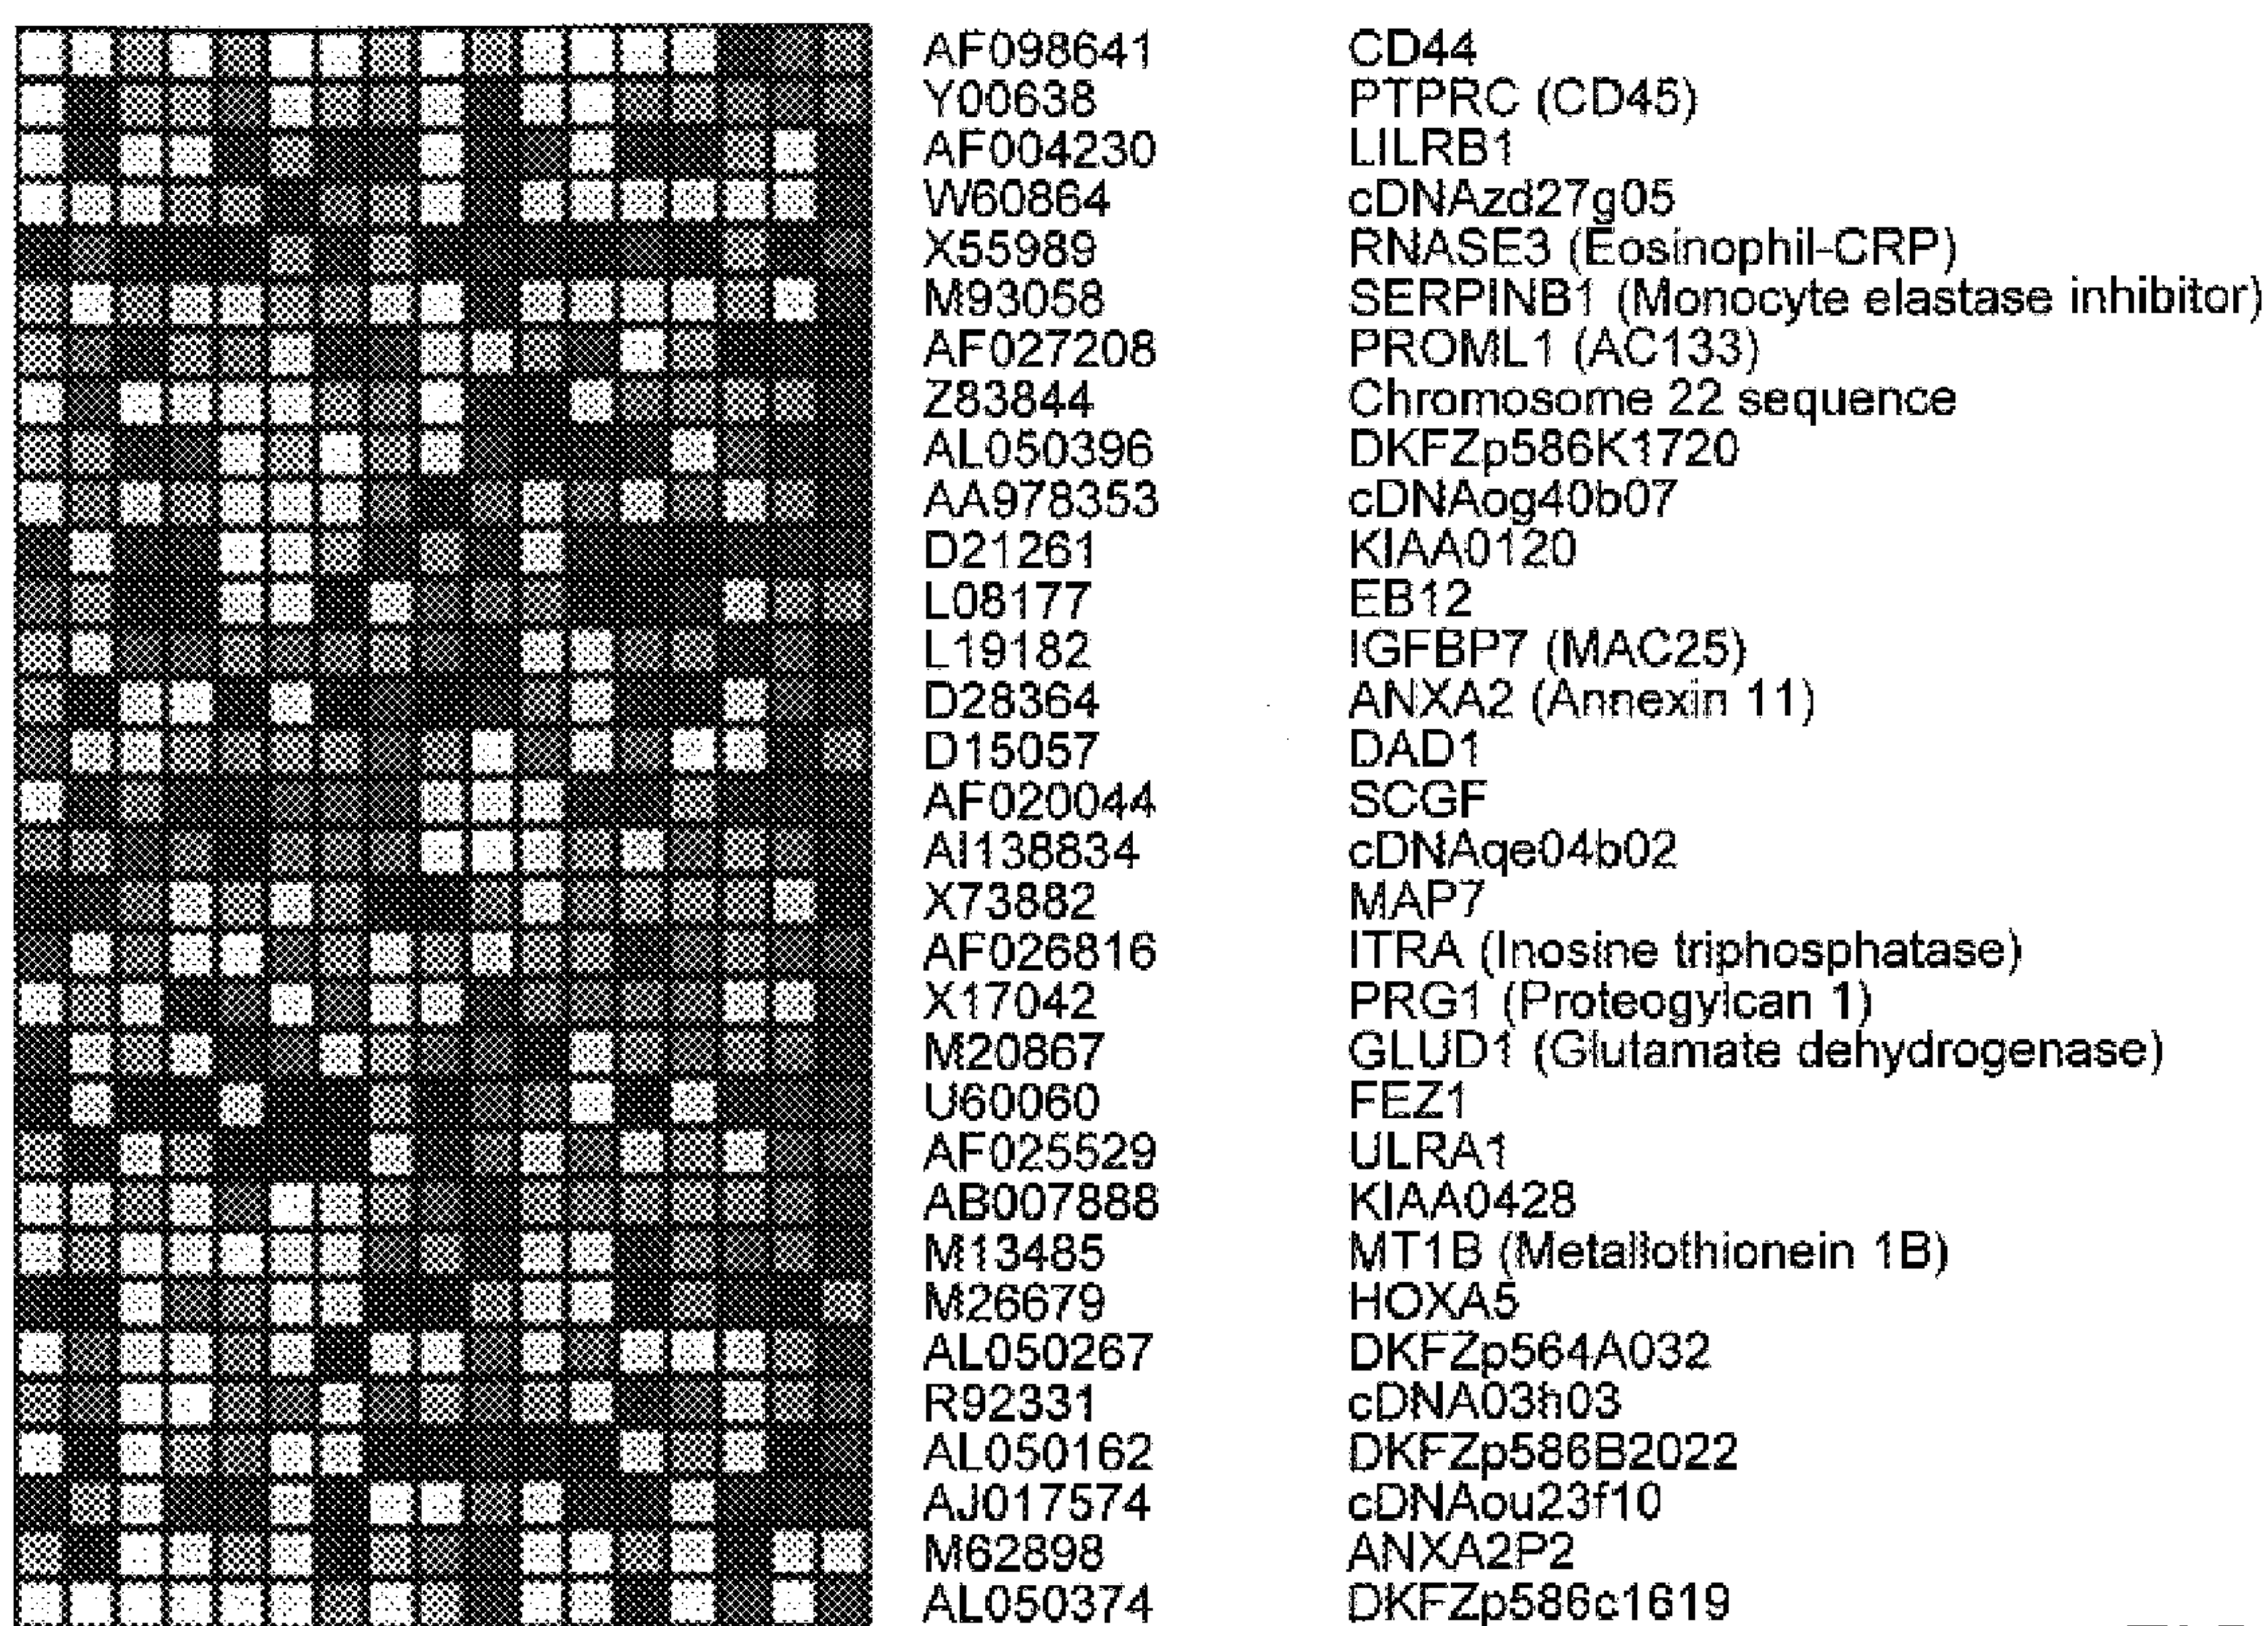 AF098641 CD44
Y00638 PTPRC (CD45)
AF004230 LILRB1
W60864 cDNAzd27g05
X55989 RNASE3 (Eosinophil-CRP)
M93058 SERPINB1 (Monocyte elastase inhibitor)
AF027208 PROML1 (AC133)
Z83844 Chromosome 22 sequence
AL050396 DKFZp586K1720
AA978353 cDNAog40b07
D21261 KIAA0120
L08177 EB12
L19182 IGFBP7 (MAC25)
D28364 ANXA2 (Annexin 11)
D15057 DAD1
AF020044 SCGF
AI138834 cDNAqe04b02
X73882 MAP7
AF026816 ITRA (Inosine triphosphatase)
X17042 PRG1 (Proteogylcan 1)
M20867 GLUD1 (Glutamate dehydrogenase)
U60060 FEZ1
AF025529 ULRA1
AB007888 KIAA0428
M13485 MT1B (Metallothionein 1B)
M26679 HOXA5
AL050267 DKFZp564A032
R92331 cDNA03h03
AL050162 DKFZp586B2022
AJ017574 cDNAou23f10
M62898 ANXA2P2
AL050374 DKFZp586c1619